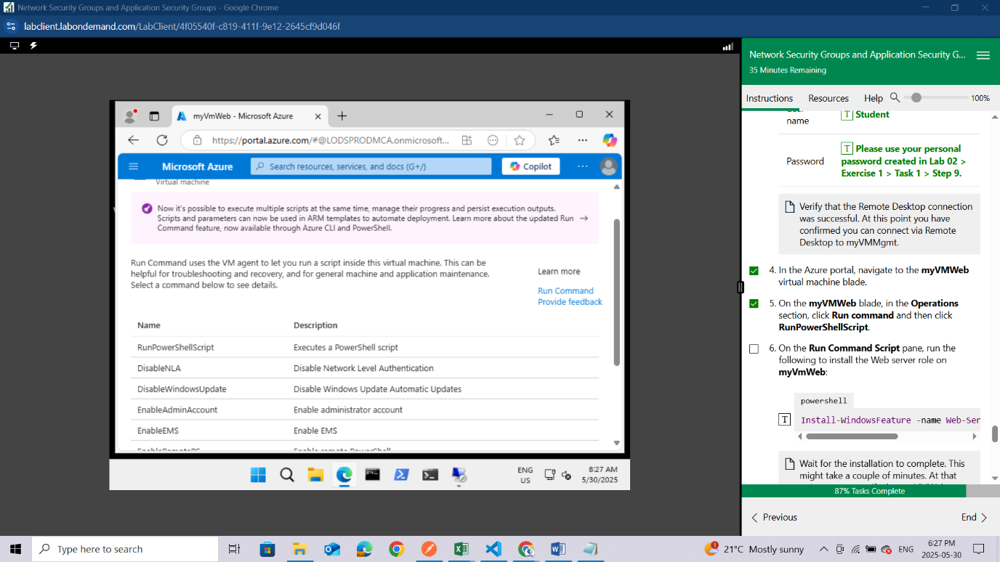 Network Security Groups and Application Security Groups - Google Chrome
labclient.labondemand.com/LabClient/4f05540f-c819-411f-9e12-2645cf9d046f
myVmWeb - Microsoft Azure
https://portal.azure.com/#@LODSPRODMCA.onmicrosoft...
Microsoft Azure
Search resources, services, and docs (G+/)
Copilot
Virtual machine
Now it's possible to execute multiple scripts at the same time, manage their progress and persist execution outputs.
Scripts and parameters can now be used in ARM templates to automate deployment. Learn more about the updated Run
Command feature, now available through Azure CLI and PowerShell.
Run Command uses the VM agent to let you run a script inside this virtual machine. This can be
helpful for troubleshooting and recovery, and for general machine and application maintenance.
Select a command below to see details.
Learn more
Run Command
Provide feedback
Name Description
RunPowerShellScript Executes a PowerShell script
DisableNLA Disable Network Level Authentication
DisableWindowsUpdate Disable Windows Update Automatic Updates
EnableAdminAccount Enable administrator account
EnableEMS Enable EMS
ENG
US
8:27 AM
5/30/2025
Network Security Groups and Application Security G...
35 Minutes Remaining
Instructions Resources Help 100%
name
T Student
Password
T Please use your personal
password created in Lab 02 >
Exercise 1 > Task 1 > Step 9.
Verify that the Remote Desktop connection
was successful. At this point you have
confirmed you can connect via Remote
Desktop to myVMMgmt.
4. In the Azure portal, navigate to the myVMWeb
virtual machine blade.
5. On the myVMWeb blade, in the Operations
section, click Run command and then click
RunPowerShellScript.
6. On the Run Command Script pane, run the
following to install the Web server role on
myVmWeb:
powershell
T Install-WindowsFeature -name Web-Ser
Wait for the installation to complete. This
might take a couple of minutes. At that
87% Tasks Complete
Previous End
Type here to search
1
21°C Mostly sunny
ENG
6:27 PM
2025-05-30